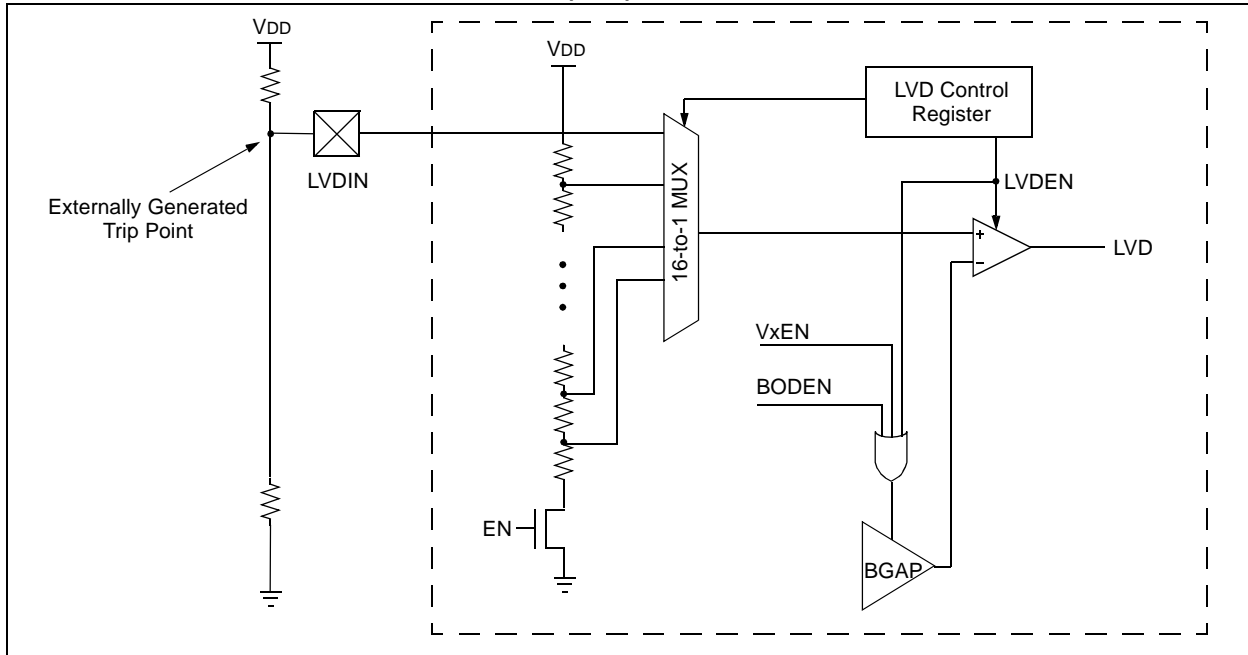 VDD
VDD
LVD Control
Register
LVDIN
16-to-1 MUX
LVDEN
Externally Generated
Trip Point
+
–
LVD
VxEN
BODEN
EN
BGAP